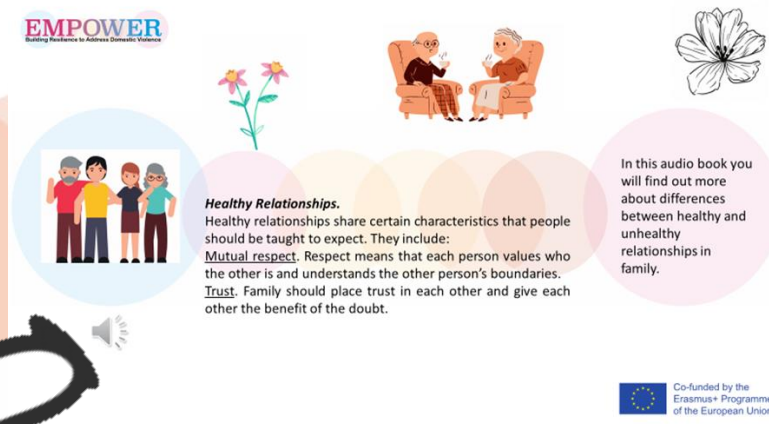 EMPOWER
Building Resilience to Address Domestic Violence
Healthy Relationships.
Healthy relationships share certain characteristics that people
should be taught to expect. They include:
Mutual respect. Respect means that each person values who
the other is and understands the other person's boundaries.
Trust. Family should place trust in each other and give each
other the benefit of the doubt.
In this audio book you
will find out more
about differences
between healthy and
unhealthy
relationships in
family.
Co-funded by the
Erasmus+ Programme
of the European Union